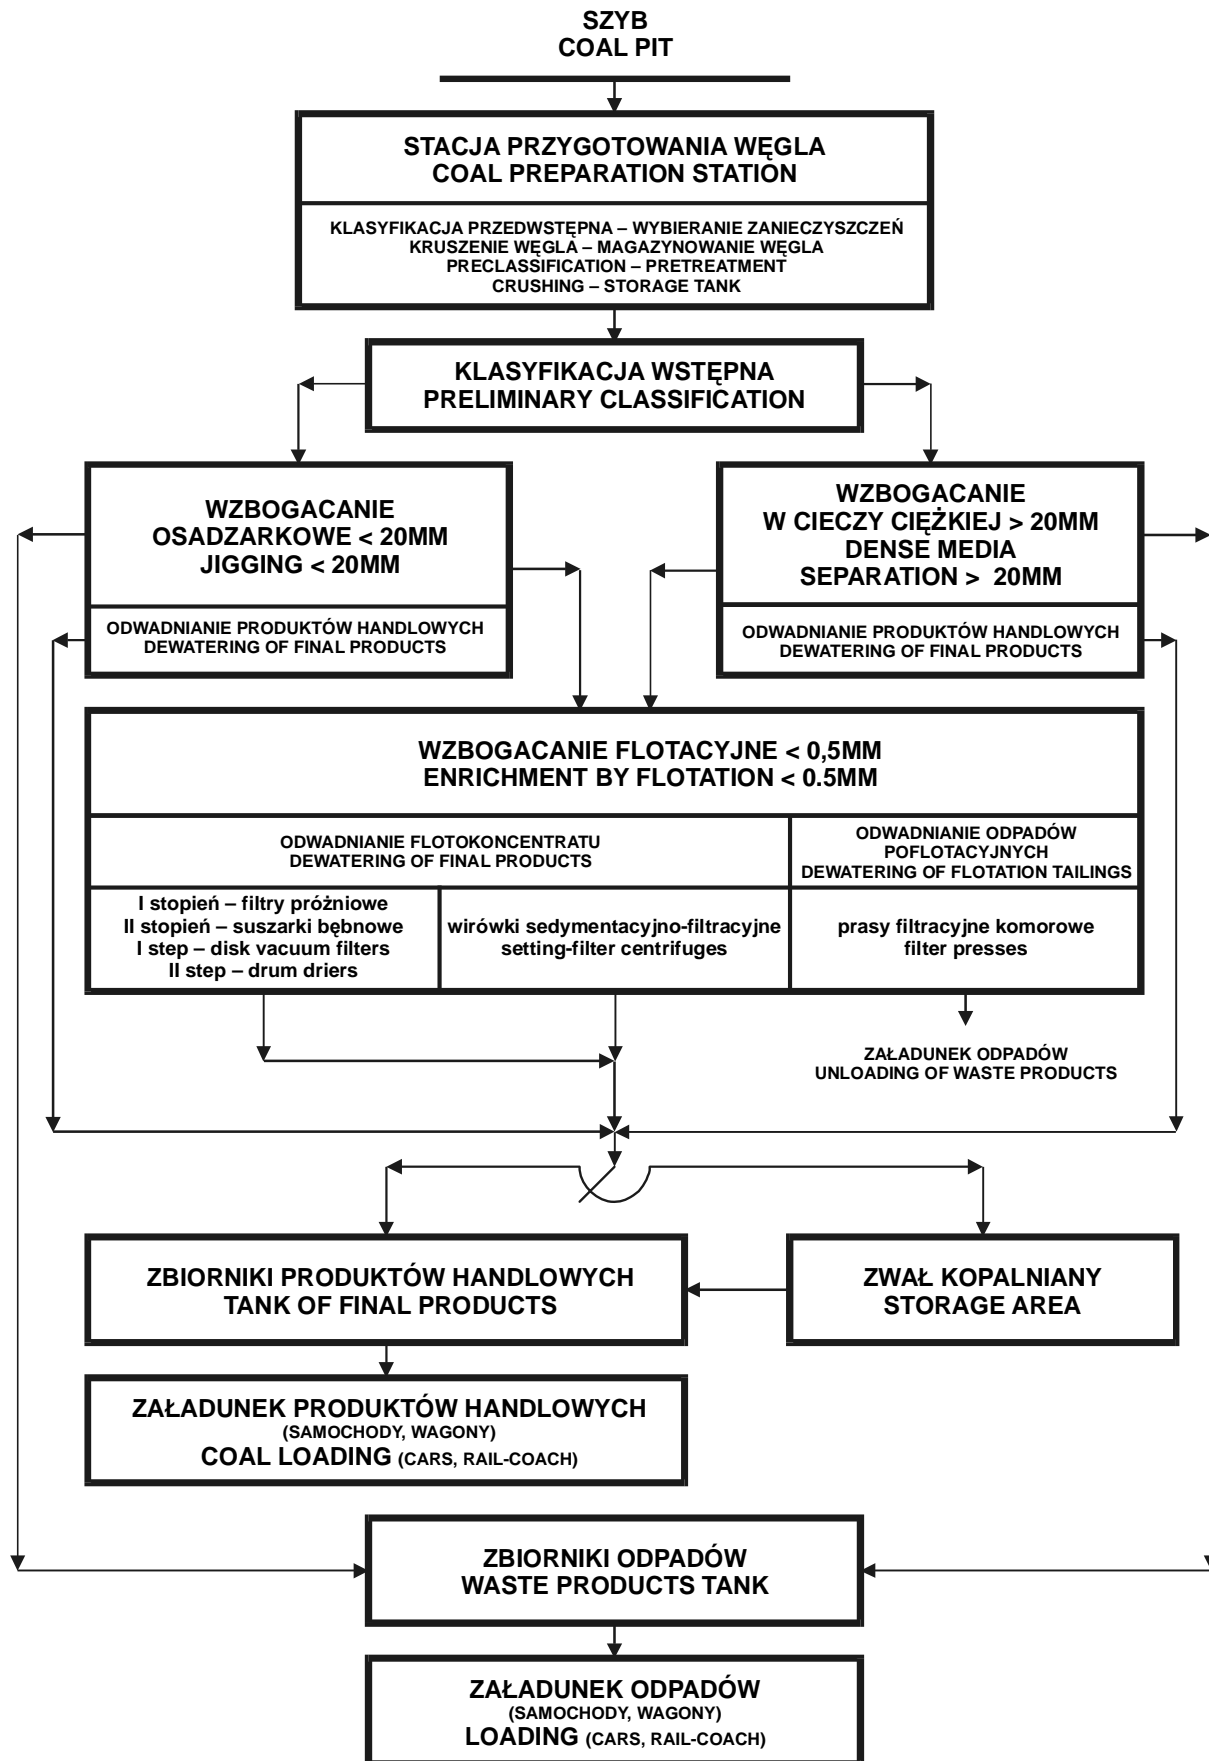 SZYB
COAL PIT
STACJA PRZYGOTOWANIA WĘGLA
COAL PREPARATION STATION
KLASYFIKACJA PRZEDWSTĘPNA – WYBIERANIE ZANIECZYSZCZEŃ
KRUSZENIE WĘGLA – MAGAZYNOWANIE WĘGLA
PRECLASSIFICATION – PRETREATMENT
CRUSHING – STORAGE TANK
KLASYFIKACJA WSTĘPNA
PRELIMINARY CLASSIFICATION
WZBOGACANIE
OSADZARKOWE < 20MM
JIGGING < 20MM
ODWADNIANIE PRODUKTÓW HANDLOWYCH
DEWATERING OF FINAL PRODUCTS
WZBOGACANIE
W CIECZY CIĘŻKIEJ > 20MM
DENSE MEDIA
SEPARATION > 20MM
ODWADNIANIE PRODUKTÓW HANDLOWYCH
DEWATERING OF FINAL PRODUCTS
WZBOGACANIE FLOTACYJNE < 0,5MM
ENRICHMENT BY FLOTATION < 0.5MM
ODWADNIANIE FLOTOKONCENTRATU
DEWATERING OF FINAL PRODUCTS
ODWADNIANIE ODPADÓW
POFLOTACYJNYCH
DEWATERING OF FLOTATION TAILINGS
I stopień – filtry próżniowe
II stopień – suszarki bębnowe
I step – disk vacuum filters
II step – drum driers
wirówki sedymentacyjno-filtracyjne
setting-filter centrifuges
prasy filtracyjne komorowe
filter presses
ZAŁADUNEK ODPADÓW
UNLOADING OF WASTE PRODUCTS
ZBIORNIKI PRODUKTÓW HANDLOWYCH
TANK OF FINAL PRODUCTS
ZWAŁ KOPALNIANY
STORAGE AREA
ZAŁADUNEK PRODUKTÓW HANDLOWYCH
(SAMOCHODY, WAGONY)
COAL LOADING (CARS, RAIL-COACH)
ZBIORNIKI ODPADÓW
WASTE PRODUCTS TANK
ZAŁADUNEK ODPADÓW
(SAMOCHODY, WAGONY)
LOADING (CARS, RAIL-COACH)